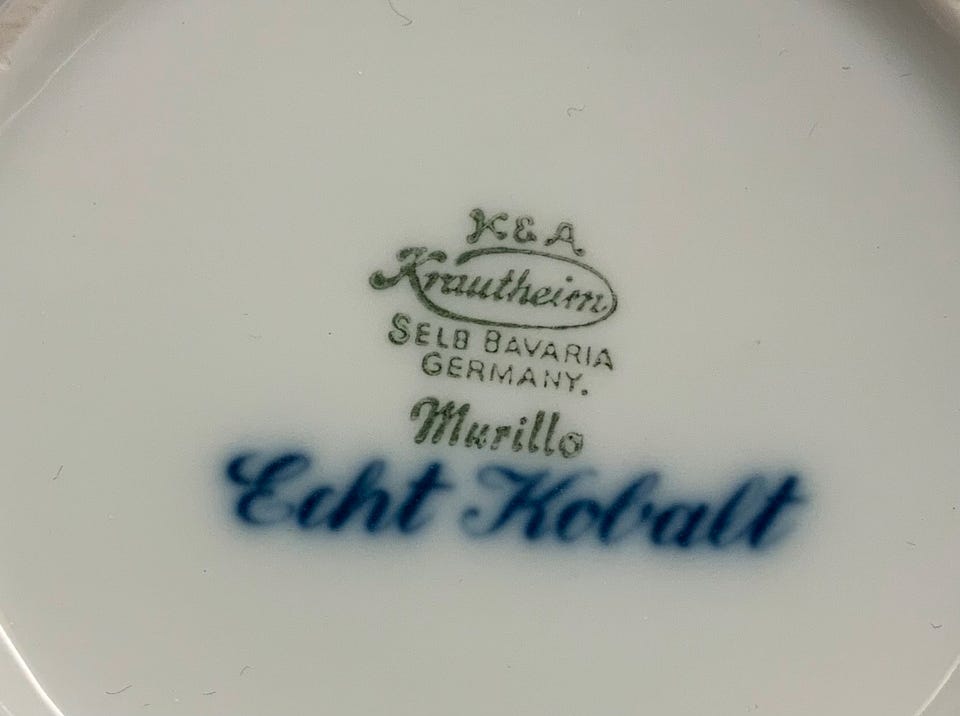 K&A
Krautheim
SELB BAVARIA
GERMANY.
Murillo
Echt Kobalt